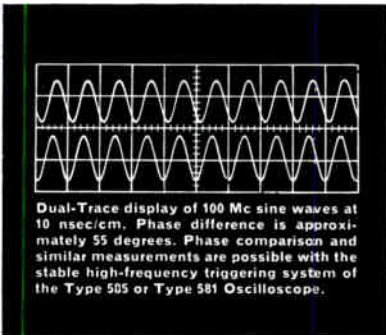 Dual-Trace display of 100 Mc sine waves at
10 nsec/cm. Phase difference is approxi-
mately 55 degrees. Phase comparison and
similar measurements are possible with the
stable high-frequency triggering system of
the Type 585 or Type 581 Oscilloscope.